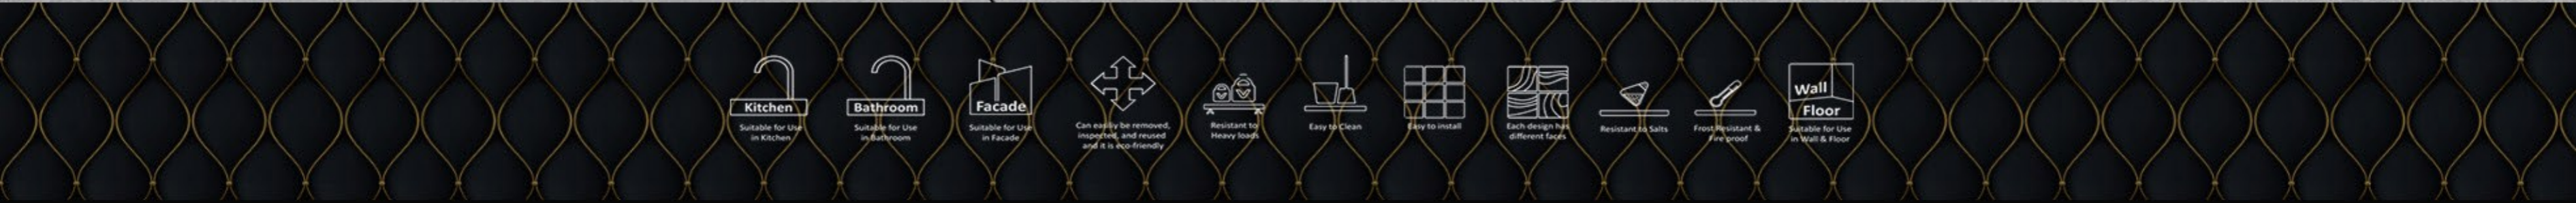 Kitchen
Suitable for Use
in Kitchen
Bathroom
Suitable for Use
in Bathroom
Facade
Suitable for Use
in Facade
Can easily be removed,
inspected, and reused
and it is eco-friendly
Resistant to
Heavy loads
Easy to Clean
Easy to install
Each design has
different faces
Resistant to Salts
Frost Resistant &
Fire proof
Wall
Floor
Suitable for Use
in Wall & Floor